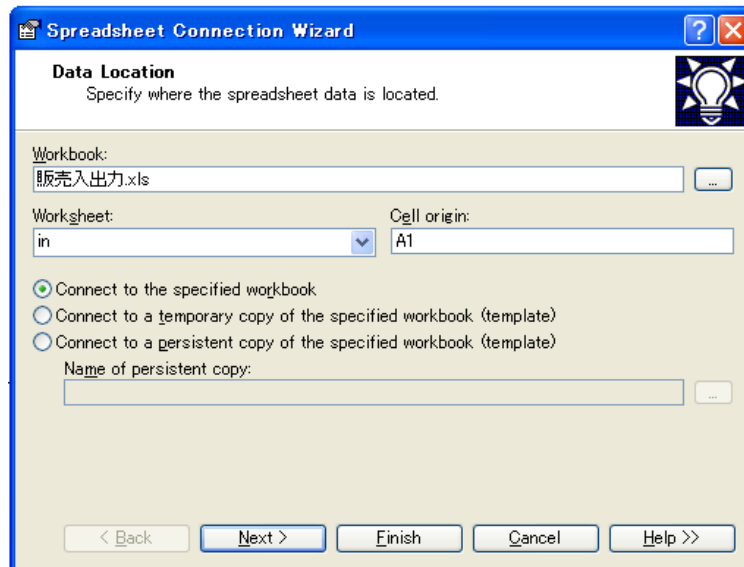 Spreadsheet Connection Wizard
Data Location
Specify where the spreadsheet data is located.
Workbook:
販売入出力.xls
...
Worksheet:
Cell origin:
in
A1
Connect to the specified workbook
Connect to a temporary copy of the specified workbook (template)
Connect to a persistent copy of the specified workbook (template)
Name of persistent copy:
...
< Back
Next >
Finish
Cancel
Help >>